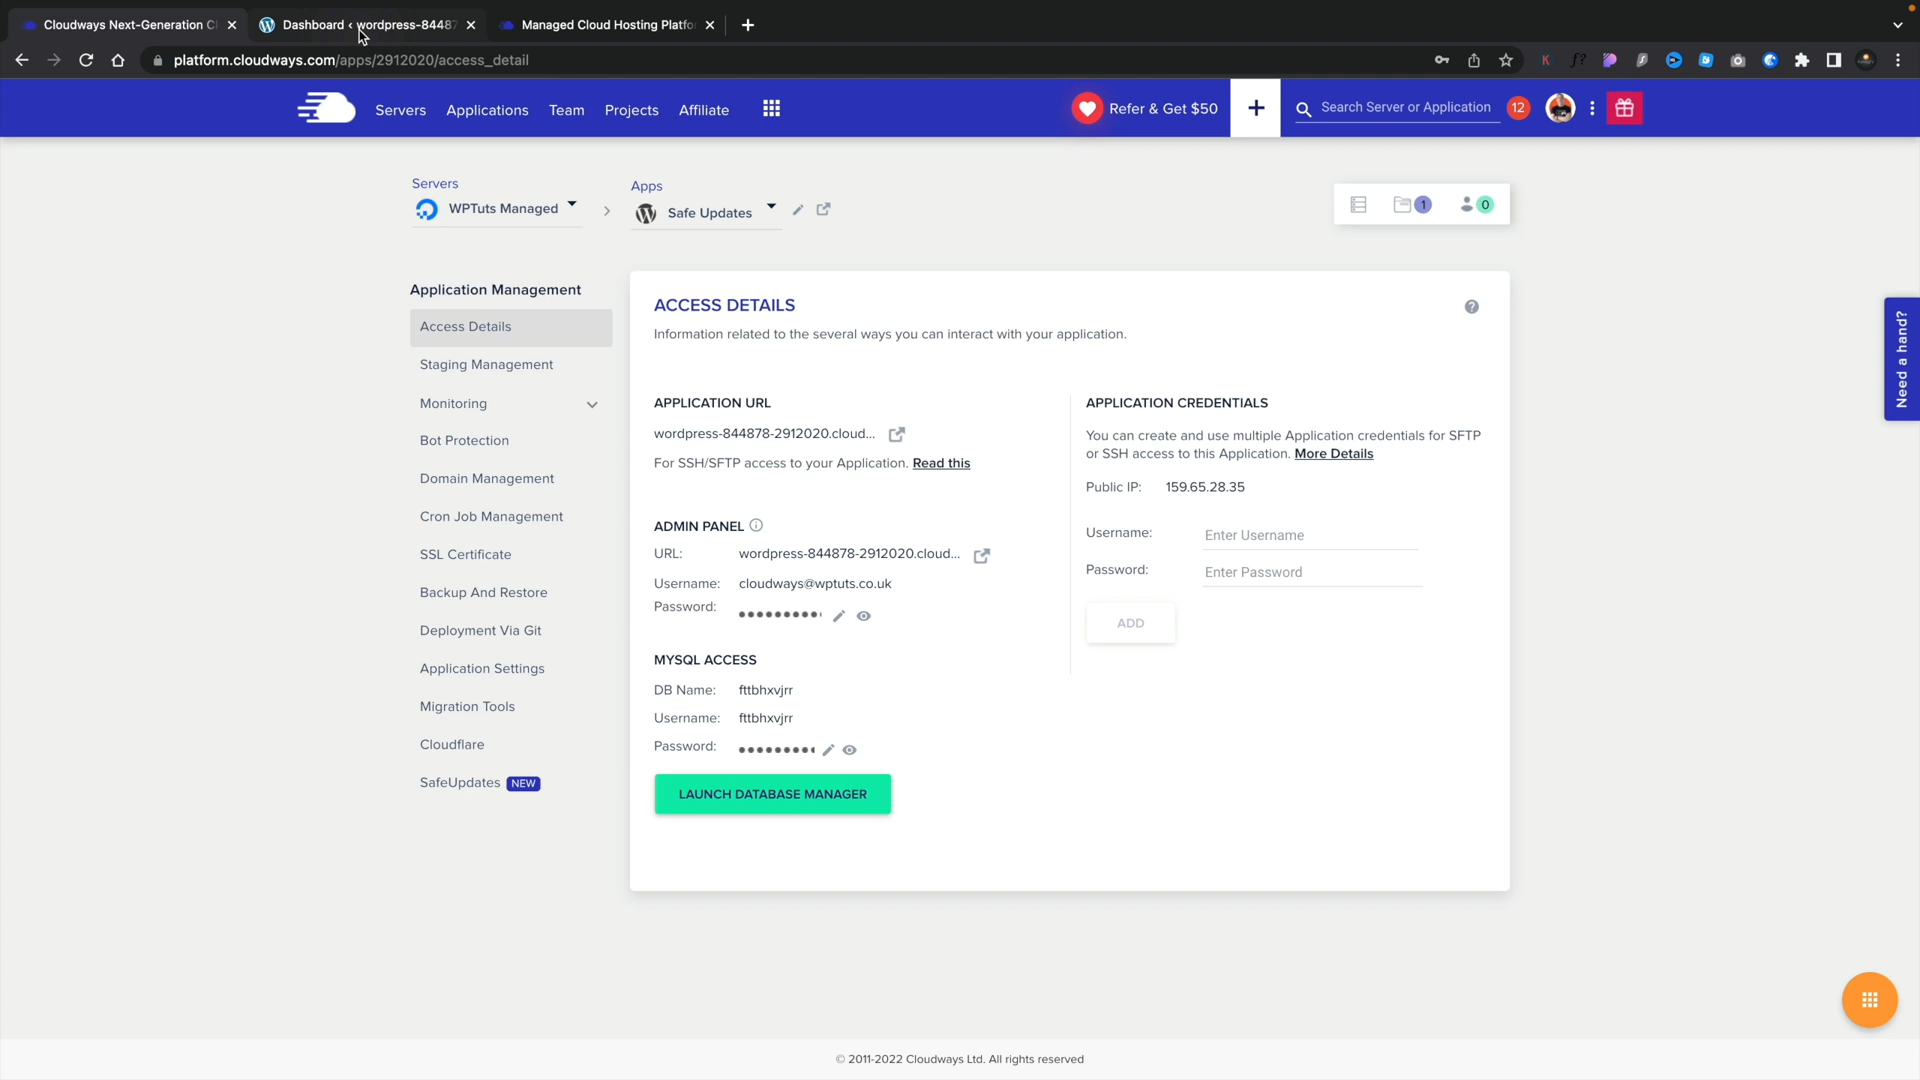 Cloudways Next-Generation C
Dashboard ‹ wordpress-8448
Managed Cloud Hosting Platfo
platform.cloudways.com/apps/2912020/access_detail
Servers
Applications
Team
Projects
Affiliate
Refer & Get $50
Search Server or Application
12
Servers
WPTuts Managed
Apps
Safe Updates
1
0
Application Management
Access Details
Staging Management
Monitoring
Bot Protection
Domain Management
Cron Job Management
SSL Certificate
Backup And Restore
Deployment Via Git
Application Settings
Migration Tools
Cloudflare
SafeUpdates NEW
ACCESS DETAILS
Information related to the several ways you can interact with your application.
APPLICATION URL
wordpress-844878-2912020.cloud...
For SSH/SFTP access to your Application. Read this
ADMIN PANEL
URL: wordpress-844878-2912020.cloud...
Username: cloudways@wptuts.co.uk
Password:
MYSQL ACCESS
DB Name: fttbhxvjrr
Username: fttbhxvjrr
Password:
LAUNCH DATABASE MANAGER
APPLICATION CREDENTIALS
You can create and use multiple Application credentials for SFTP
or SSH access to this Application. More Details
Public IP: 159.65.28.35
Username: Enter Username
Password: Enter Password
ADD
Need a hand?
© 2011-2022 Cloudways Ltd. All rights reserved